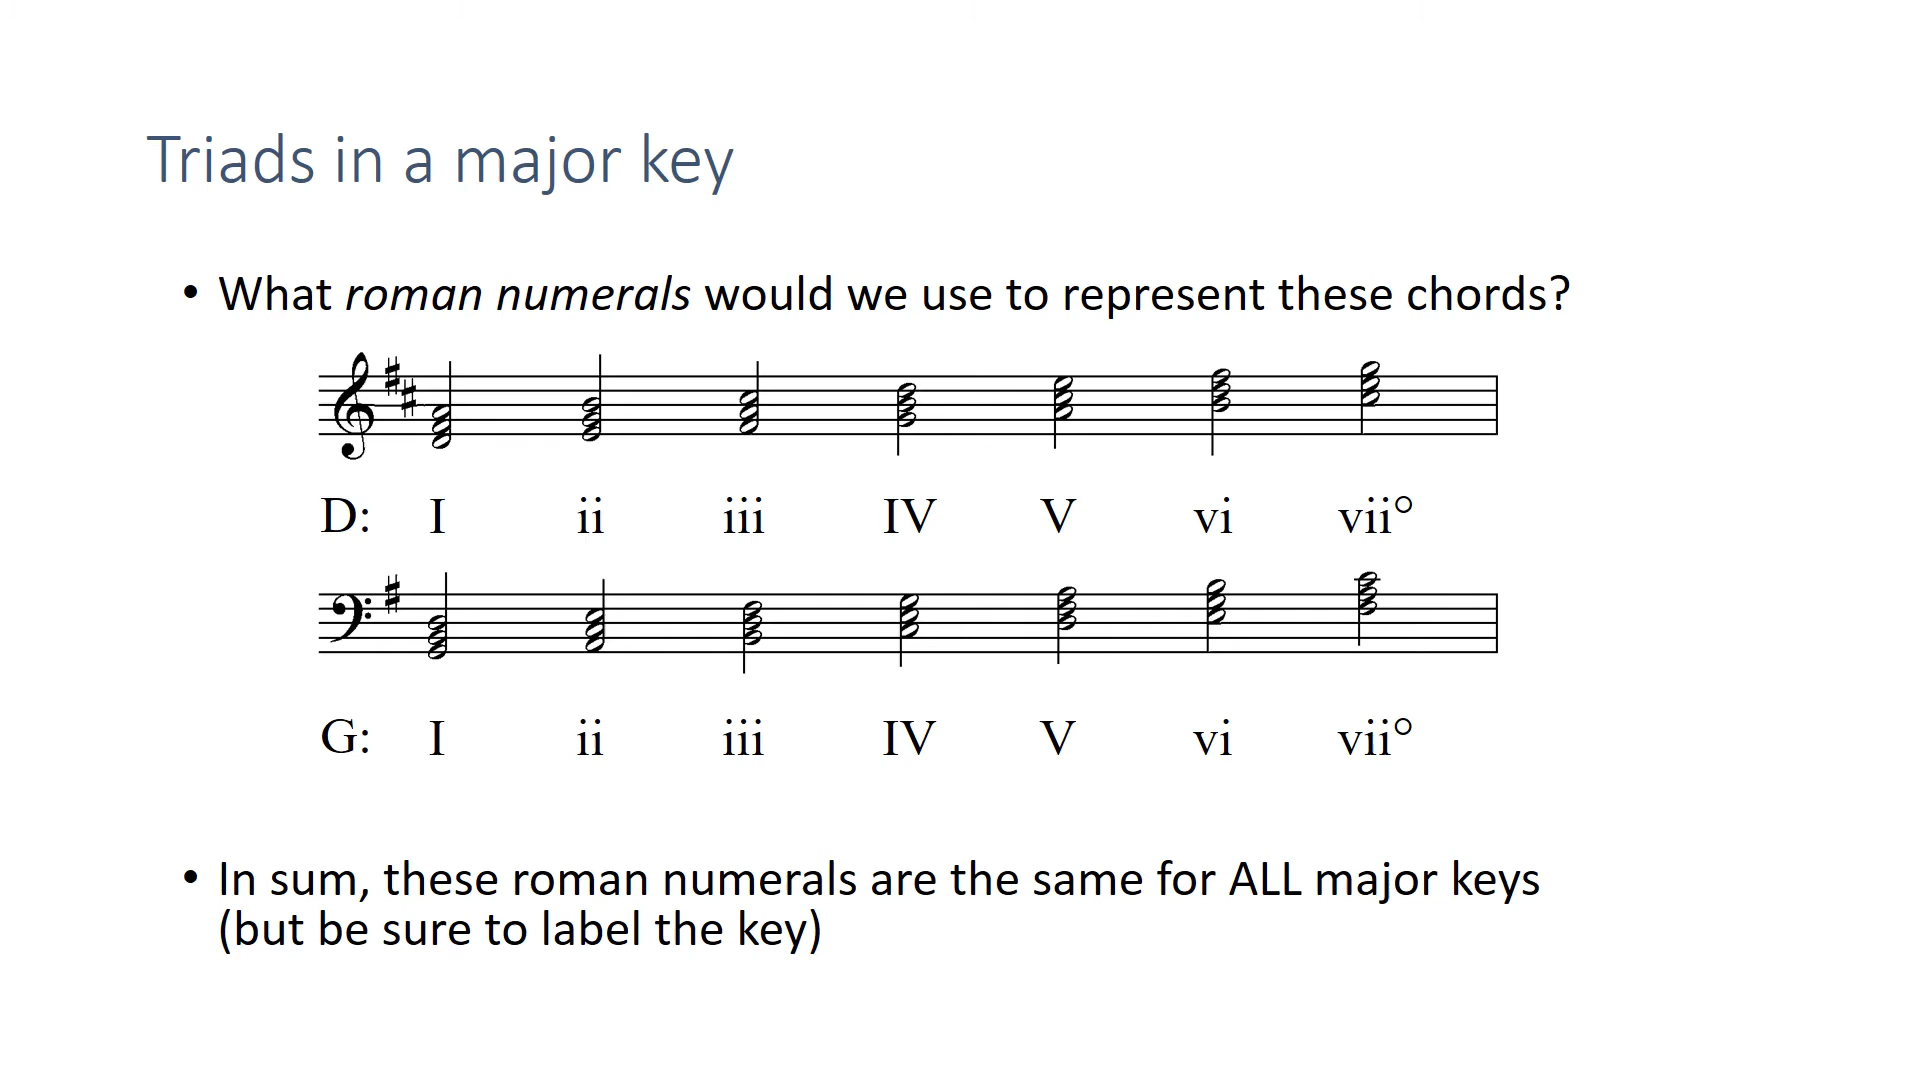 Triads in a major key
• What roman numerals would we use to represent these chords?
D: I ii iii IV V vi vii°
G: I ii iii IV V vi vii°
• In sum, these roman numerals are the same for ALL major keys
(but be sure to label the key)